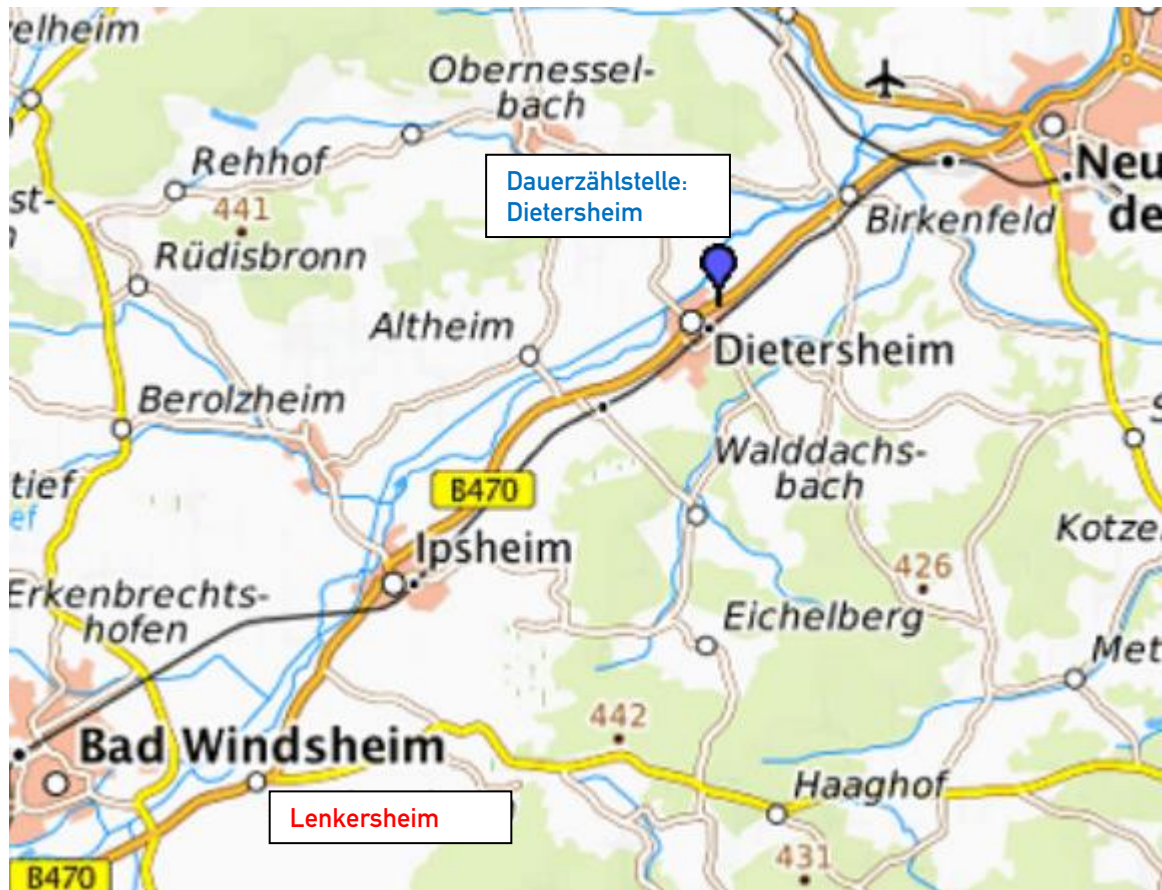 elheim
Obernessel-
bach
Rehhof
441
st-
n
Rüdisbronn
Dauerzählstelle:
Dietersheim
Neu
de
Birkenfeld
Altheim
Dietersheim
Berolzheim
tief
ef
B470
Walddachs-
bach
S
Kotze
Ipsheim
426
Erkenbrechts-
hofen
Eichelberg
Met
442
Bad Windsheim
Haaghof
Lenkersheim
431
B470